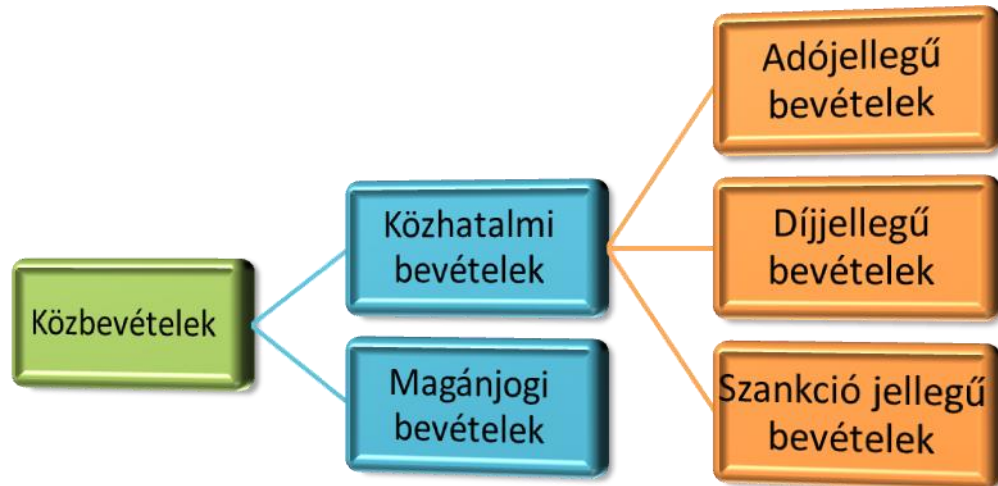 Közbevételek
Közhatalmi
bevételek
Magánjogi
bevételek
Adójellegű
bevételek
Díjjellegű
bevételek
Szankció jellegű
bevételek